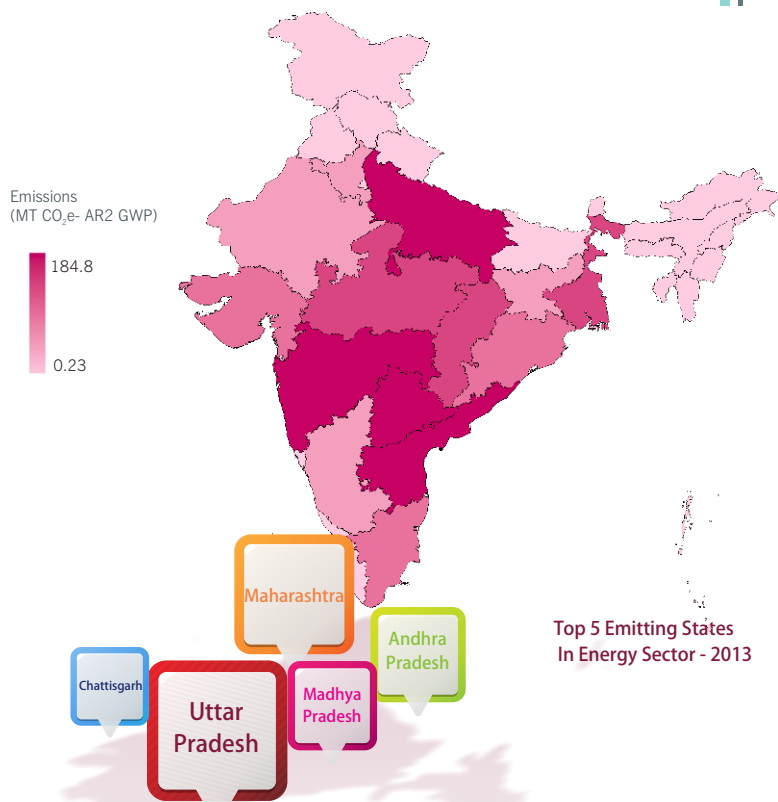 Emissions
(MT CO₂e- AR2 GWP)
184.8
0.23
Maharashtra
Andhra
Pradesh
Chattisgarh
Uttar
Pradesh
Madhya
Pradesh
Top 5 Emitting States
In Energy Sector - 2013